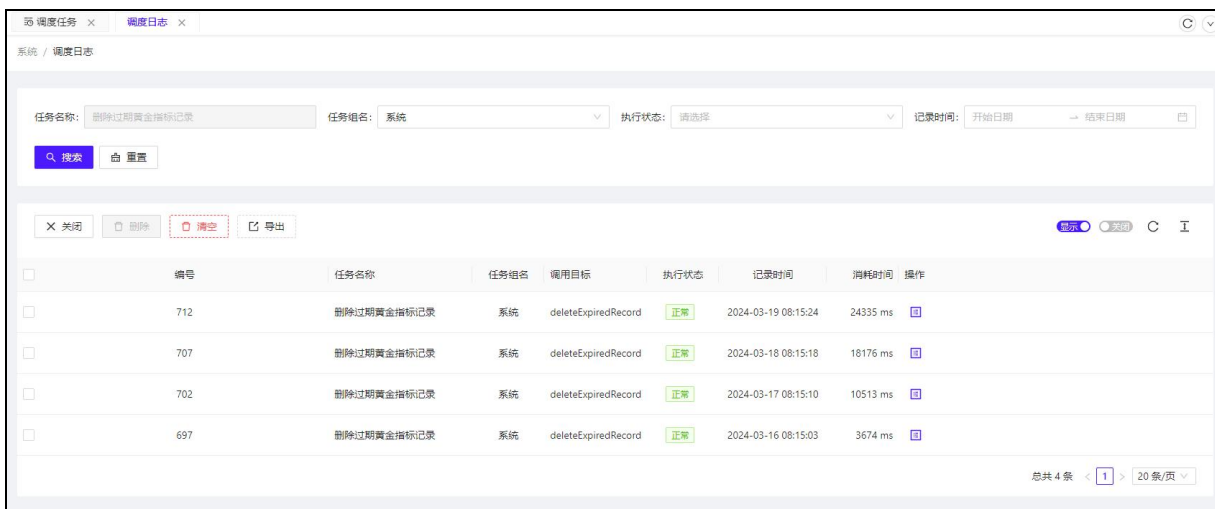 调度任务 调度日志
系统 / 调度日志
任务名称: 删除过期黄金指标记录 任务组名: 系统 执行状态: 请选择 记录时间: 开始日期 → 结束日期
搜索 重置
关闭 删除 清空 导出 显示 关闭
编号 任务名称 任务组名 调用目标 执行状态 记录时间 消耗时间 操作
712 删除过期黄金指标记录 系统 deleteExpiredRecord 正常 2024-03-19 08:15:24 24335 ms
707 删除过期黄金指标记录 系统 deleteExpiredRecord 正常 2024-03-18 08:15:18 18176 ms
702 删除过期黄金指标记录 系统 deleteExpiredRecord 正常 2024-03-17 08:15:10 10513 ms
697 删除过期黄金指标记录 系统 deleteExpiredRecord 正常 2024-03-16 08:15:03 3674 ms
总共 4 条 < 1 > 20 条/页